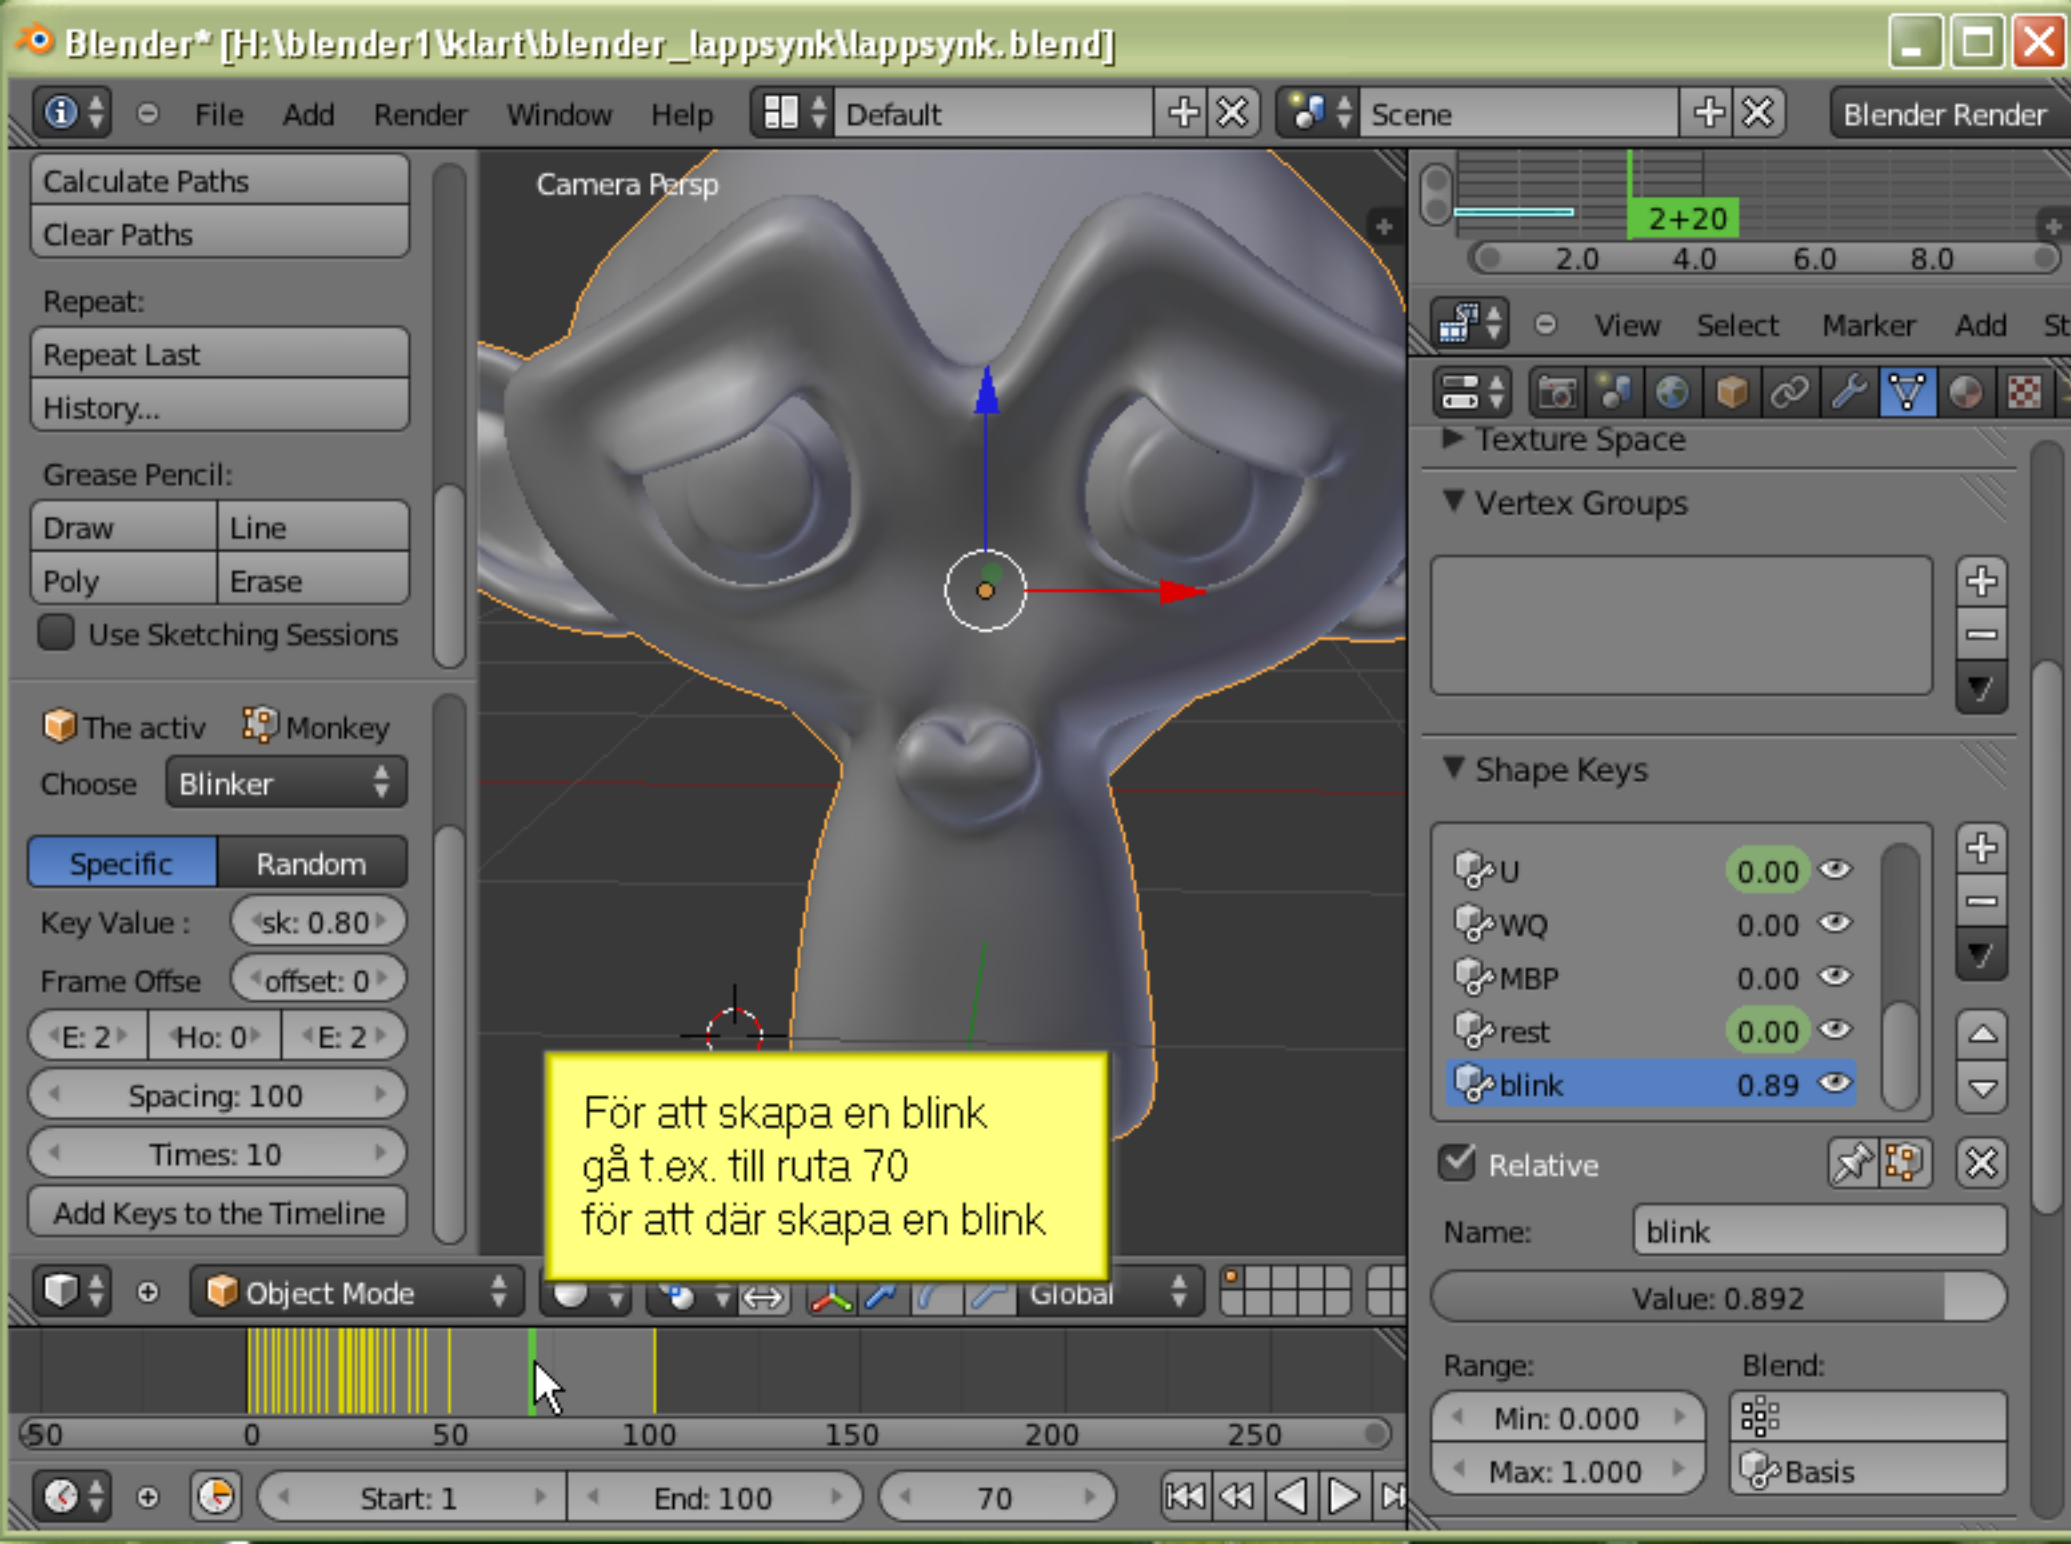 Blender* [H:\blender1\klart\blender_lappsynk\lappsynk.blend]
File Add Render Window Help Default Scene Blender Render
Calculate Paths
Clear Paths
Repeat:
Repeat Last
History...
Grease Pencil:
Draw Line
Poly Erase
Use Sketching Sessions
The activ Monkey
Choose Blinker
Specific Random
Key Value : sk: 0.80
Frame Offse offset: 0
E: 2 Ho: 0 E: 2
Spacing: 100
Times: 10
Add Keys to the Timeline
Camera Persp
För att skapa en blink
gå t.ex. till ruta 70
för att där skapa en blink
Object Mode Global
2+20
2.0 4.0 6.0 8.0
View Select Marker Add St
Texture Space
Vertex Groups
Shape Keys
U 0.00
WQ 0.00
MBP 0.00
rest 0.00
blink 0.89
Relative
Name: blink
Value: 0.892
Range: Blend:
Min: 0.000
Max: 1.000 Basis
-50 0 50 100 150 200 250
Start: 1 End: 100 70